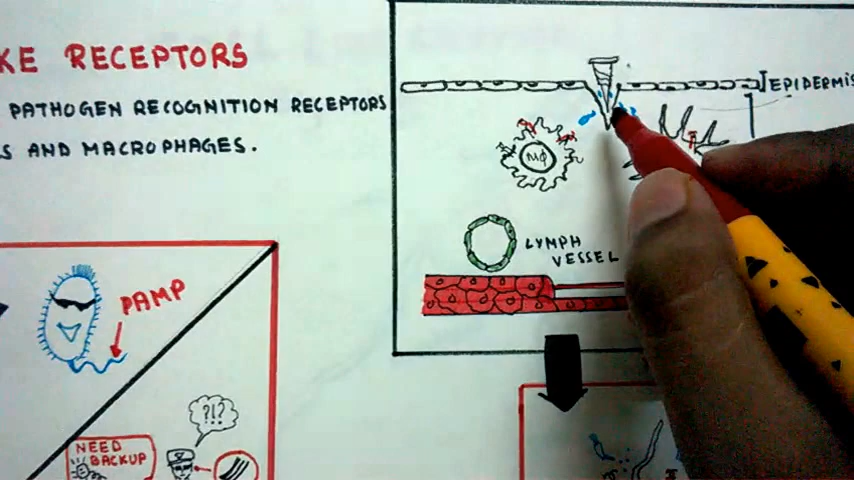 KE RECEPTORS
PATHOGEN RECOGNITION RECEPTORS
S AND MACROPHAGES.
EPIDERMIS
MΦ
LYMPH
VESSEL
PAMP
?!?
NEED
BACKUP